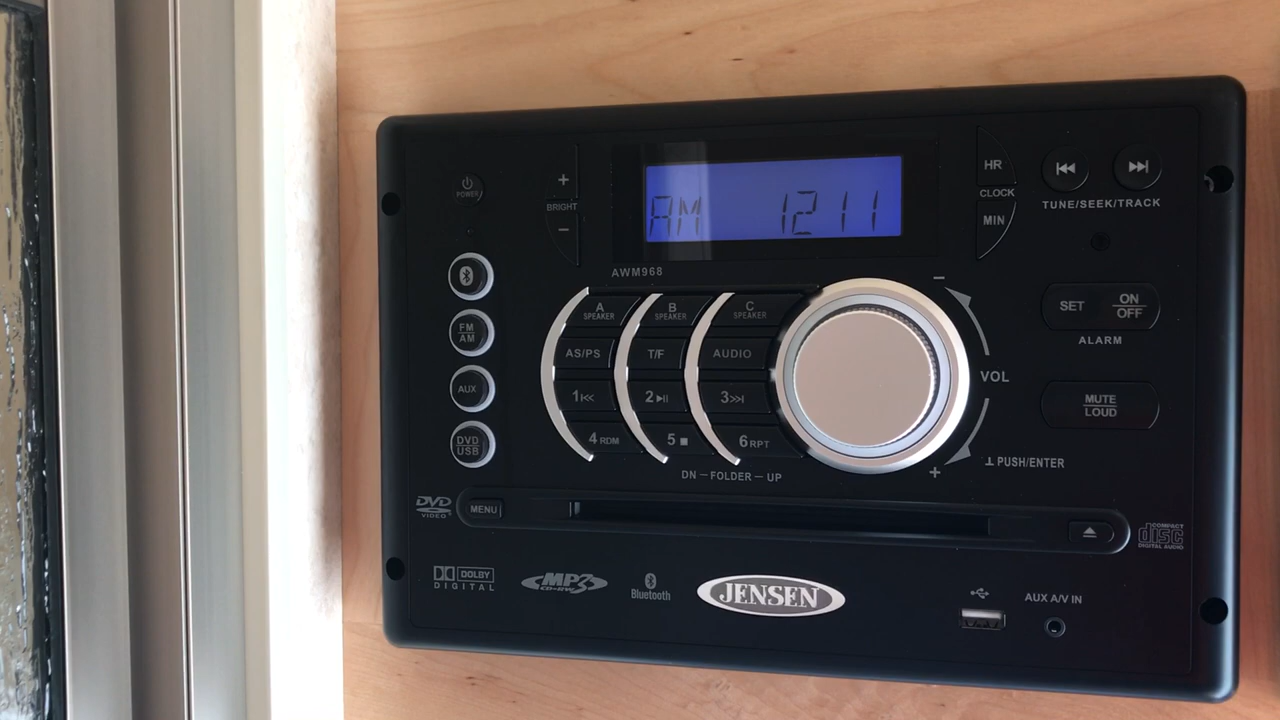 POWER
+
BRIGHT
−
AM 1211
HR
CLOCK
MIN
TUNE/SEEK/TRACK
AWM968
FM
AM
AUX
DVD
USB
A
SPEAKER
B
SPEAKER
C
SPEAKER
AS/PS
T/F
AUDIO
1
2
3
4 RDM
5
6 RPT
DN — FOLDER — UP
−
VOL
+
PUSH/ENTER
SET
ON
OFF
ALARM
MUTE
LOUD
DVD
VIDEO
MENU
COMPACT
disc
DIGITAL AUDIO
DOLBY
DIGITAL
MP3
CD-R/RW
Bluetooth
JENSEN
AUX A/V IN